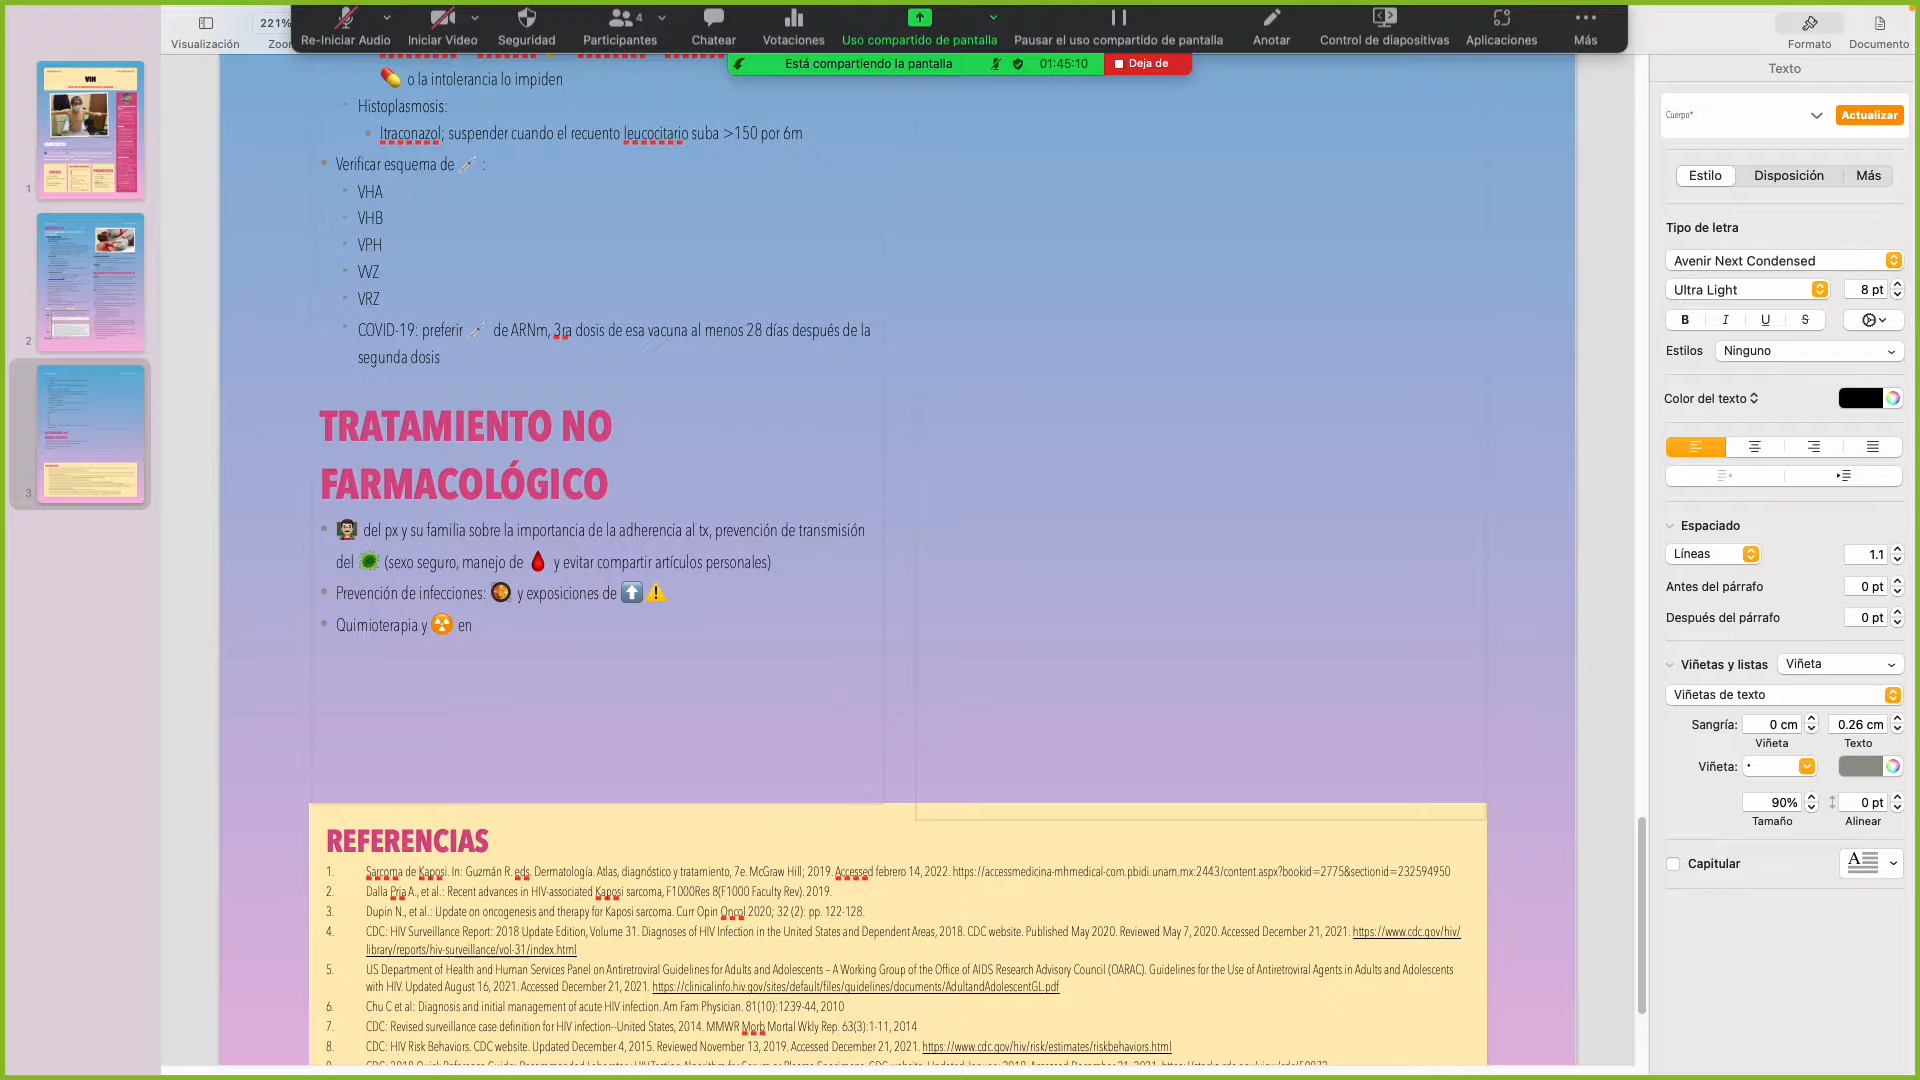 221%
Visualización
Zoo
Re-Iniciar Audio
Iniciar Video
Seguridad
4
Participantes
Chatear
Votaciones
Uso compartido de pantalla
Pausar el uso compartido de pantalla
Anotar
Control de diapositivas
Aplicaciones
Más
Está compartiendo la pantalla
01:45:10
Deja de
Formato
Documento
VIH
1
2
3
o la intolerancia lo impiden
Histoplasmosis:
Itraconazol; suspender cuando el recuento leucocitario suba >150 por 6m
Verificar esquema de :
VHA
VHB
VPH
VVZ
VRZ
COVID-19: preferir de ARNm, 3ra dosis de esa vacuna al menos 28 días después de la
segunda dosis
TRATAMIENTO NO
FARMACOLÓGICO
del px y su familia sobre la importancia de la adherencia al tx, prevención de transmisión
del (sexo seguro, manejo de y evitar compartir artículos personales)
Prevención de infecciones: y exposiciones de
Quimioterapia y en
REFERENCIAS
1. Sarcoma de Kaposi. In: Guzmán R. eds. Dermatología. Atlas, diagnóstico y tratamiento, 7e. McGraw Hill; 2019. Accessed febrero 14, 2022. https://accessmedicina-mhmedical-com.pbidi.unam.mx:2443/content.aspx?bookid=2775&sectionid=232594950
2. Dalla Pria A., et al.: Recent advances in HIV-associated Kaposi sarcoma, F1000Res 8(F1000 Faculty Rev). 2019.
3. Dupin N., et al.: Update on oncogenesis and therapy for Kaposi sarcoma. Curr Opin Oncol 2020; 32 (2): pp. 122-128.
4. CDC: HIV Surveillance Report: 2018 Update Edition, Volume 31. Diagnoses of HIV Infection in the United States and Dependent Areas, 2018. CDC website. Published May 2020. Reviewed May 7, 2020. Accessed December 21, 2021. https://www.cdc.gov/hiv/
library/reports/hiv-surveillance/vol-31/index.html
5. US Department of Health and Human Services Panel on Antiretroviral Guidelines for Adults and Adolescents – A Working Group of the Office of AIDS Research Advisory Council (OARAC). Guidelines for the Use of Antiretroviral Agents in Adults and Adolescents
with HIV. Updated August 16, 2021. Accessed December 21, 2021. https://clinicalinfo.hiv.gov/sites/default/files/guidelines/documents/AdultandAdolescentGL.pdf
6. Chu C et al: Diagnosis and initial management of acute HIV infection. Am Fam Physician. 81(10):1239-44, 2010
7. CDC: Revised surveillance case definition for HIV infection--United States, 2014. MMWR Morb Mortal Wkly Rep. 63(3):1-11, 2014
8. CDC: HIV Risk Behaviors. CDC website. Updated December 4, 2015. Reviewed November 13, 2019. Accessed December 21, 2021. https://www.cdc.gov/hiv/risk/estimates/riskbehaviors.html
Texto
Cuerpo*
Actualizar
Estilo
Disposición
Más
Tipo de letra
Avenir Next Condensed
Ultra Light
8 pt
B I U S
Estilos
Ninguno
Color del texto
Espaciado
Líneas
1.1
Antes del párrafo
0 pt
Después del párrafo
0 pt
Viñetas y listas
Viñeta
Viñetas de texto
Sangría:
0 cm
0.26 cm
Viñeta
Texto
Viñeta:
•
90%
0 pt
Tamaño
Alinear
Capitular
A